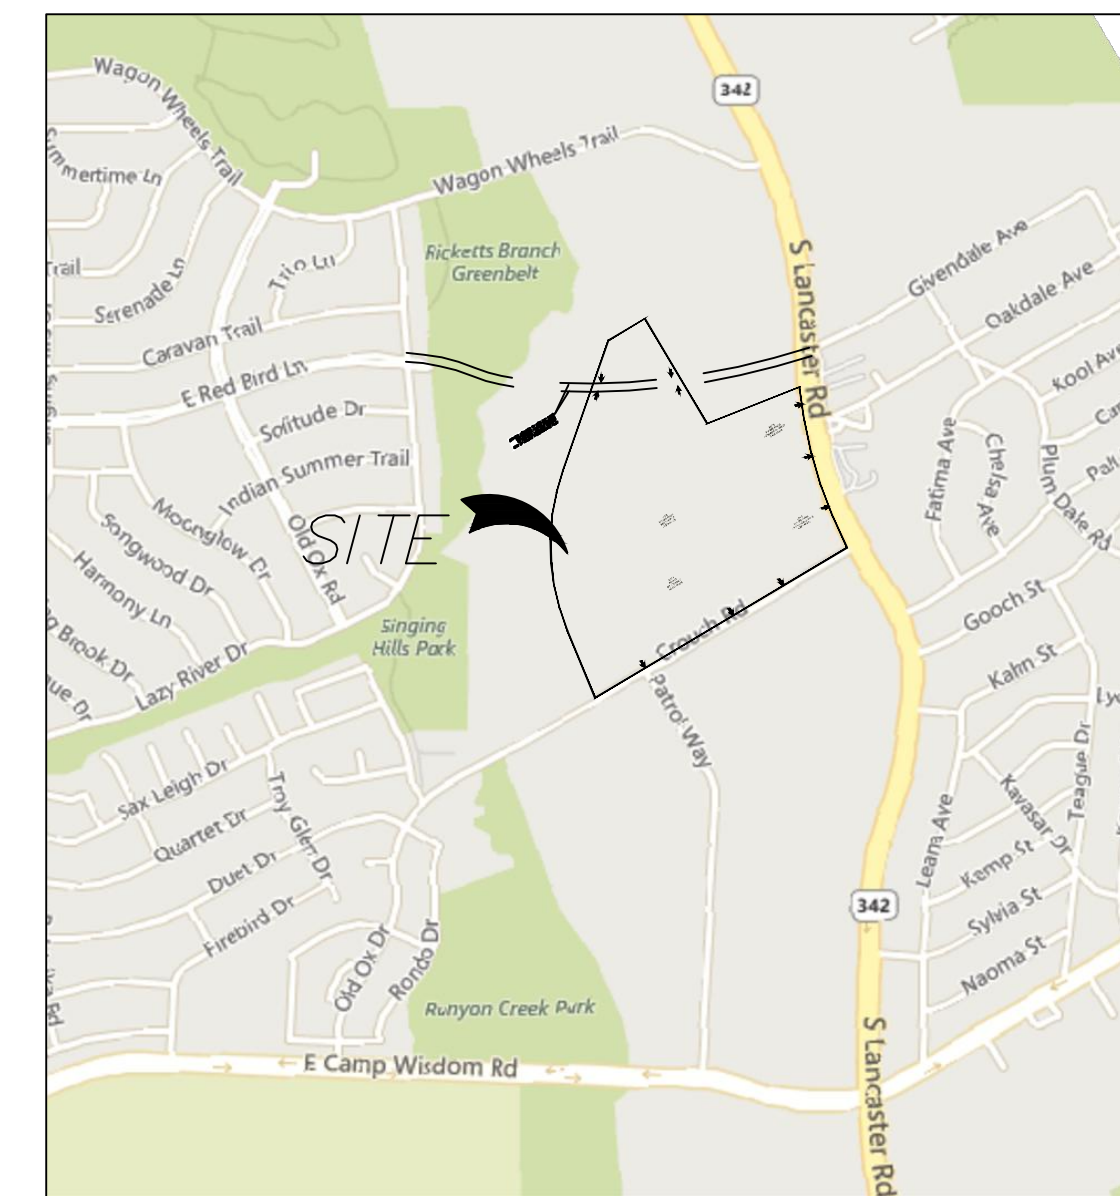 342
Wagon Wheels Trail
Wagon Wheels Trail
Summertime Ln
Trail
Serenade Ln
Trio Ln
Ricketts Branch
Greenbelt
S Lancaster Rd
Givendale Ave
Oakdale Ave
Kool Ave
Caravan Trail
E Red Bird Ln
Solitude Dr
Indian Summer Trail
Moonglow Dr
Songwood Dr
Harmony Ln
Old Ox Rd
SITE
Fatima Ave
Chelsea Ave
Plum Dale Rd
Gooch St
Kahn St
Crouch Rd
Patrol Way
Singing
Hills Park
Brook Dr
Lazy River Dr
Sax Leigh Dr
Troy Glen Dr
Quartet Dr
Duet Dr
Firebird Dr
Old Ox Dr
Rondo Dr
Runyon Creek Park
Leam Ave
Teague Dr
Kavasar Dr
Kemp St
Sylvia St
Naoma St
342
E Camp Wisdom Rd
S Lancaster Rd